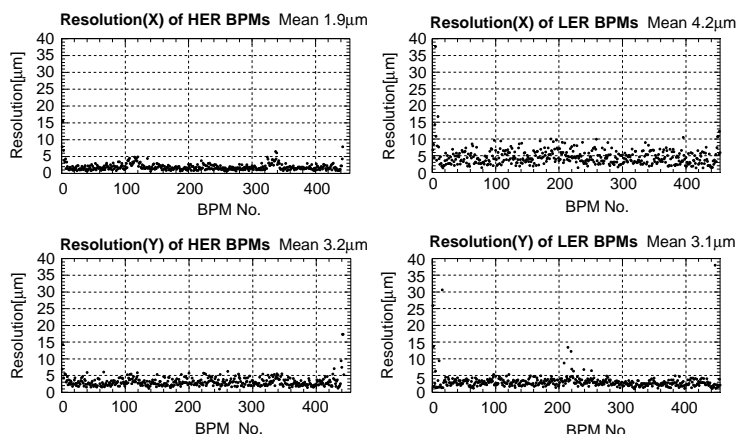 Resolution(X) of HER BPMs Mean 1.9μm
40
35
30
25
20
15
10
5
0
Resolution[μm]
0 100 200 300 400
BPM No.
Resolution(X) of LER BPMs Mean 4.2μm
40
35
30
25
20
15
10
5
0
Resolution[μm]
0 100 200 300 400
BPM No.
Resolution(Y) of HER BPMs Mean 3.2μm
40
35
30
25
20
15
10
5
0
Resolution[μm]
0 100 200 300 400
BPM No.
Resolution(Y) of LER BPMs Mean 3.1μm
40
35
30
25
20
15
10
5
0
Resolution[μm]
0 100 200 300 400
BPM No.